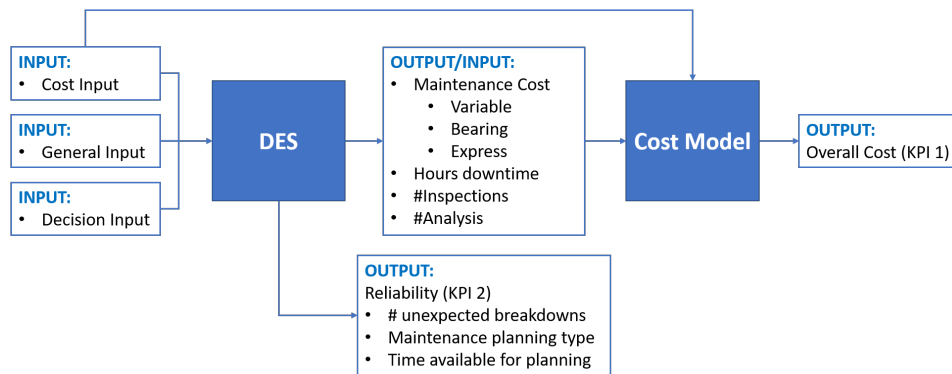 INPUT:
• Cost Input
INPUT:
• General Input
INPUT:
• Decision Input
DES
OUTPUT/INPUT:
• Maintenance Cost
• Variable
• Bearing
• Express
• Hours downtime
• #Inspections
• #Analysis
Cost Model
OUTPUT:
Overall Cost (KPI 1)
OUTPUT:
Reliability (KPI 2)
• # unexpected breakdowns
• Maintenance planning type
• Time available for planning